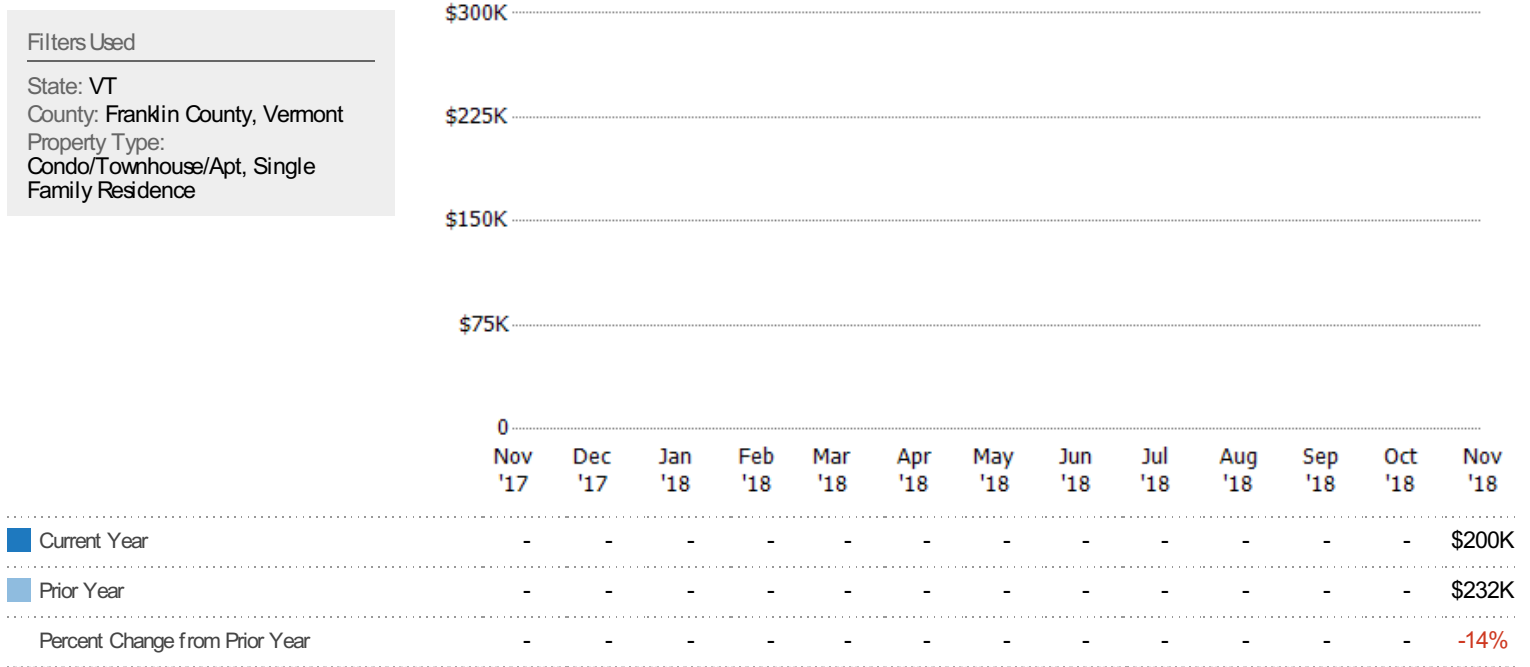 Filters Used
State: VT
County: Franklin County, Vermont
Property Type:
Condo/Townhouse/Apt, Single
Family Residence
$300K
$225K
$150K
$75K
0
Nov Dec Jan Feb Mar Apr May Jun Jul Aug Sep Oct Nov
'17 '17 '18 '18 '18 '18 '18 '18 '18 '18 '18 '18 '18
Current Year - - - - - - - - - - - - $200K
Prior Year - - - - - - - - - - - - $232K
Percent Change from Prior Year - - - - - - - - - - - - -14%